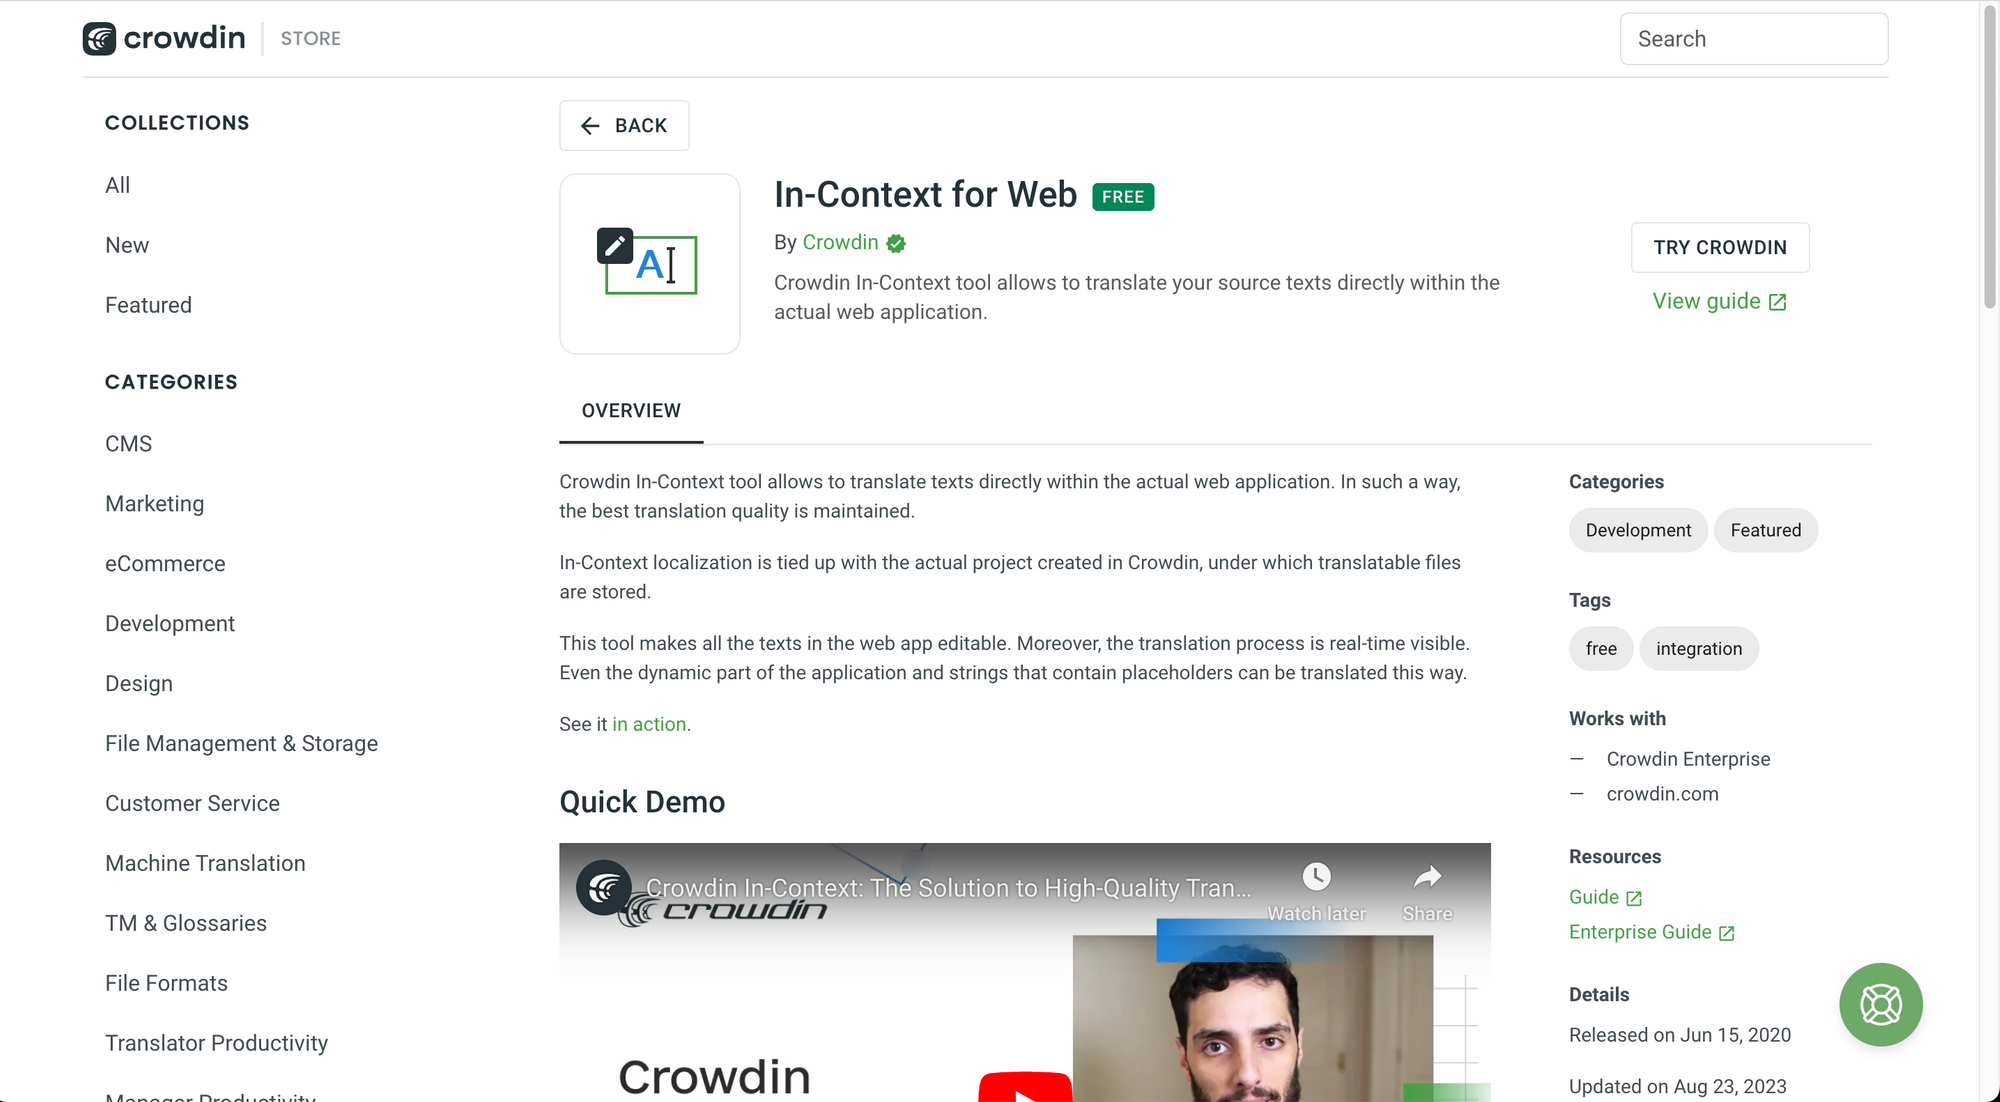 crowdin STORE
Search
COLLECTIONS
All
New
Featured
CATEGORIES
CMS
Marketing
eCommerce
Development
Design
File Management & Storage
Customer Service
Machine Translation
TM & Glossaries
File Formats
Translator Productivity
Manager Productivity
BACK
In-Context for Web FREE
By Crowdin
Crowdin In-Context tool allows to translate your source texts directly within the
actual web application.
TRY CROWDIN
View guide
OVERVIEW
Crowdin In-Context tool allows to translate texts directly within the actual web application. In such a way,
the best translation quality is maintained.
In-Context localization is tied up with the actual project created in Crowdin, under which translatable files
are stored.
This tool makes all the texts in the web app editable. Moreover, the translation process is real-time visible.
Even the dynamic part of the application and strings that contain placeholders can be translated this way.
See it in action.
Quick Demo
Crowdin In-Context: The Solution to High-Quality Tran...
Watch later
Share
crowdin
Crowdin
Categories
Development Featured
Tags
free integration
Works with
— Crowdin Enterprise
— crowdin.com
Resources
Guide
Enterprise Guide
Details
Released on Jun 15, 2020
Updated on Aug 23, 2023